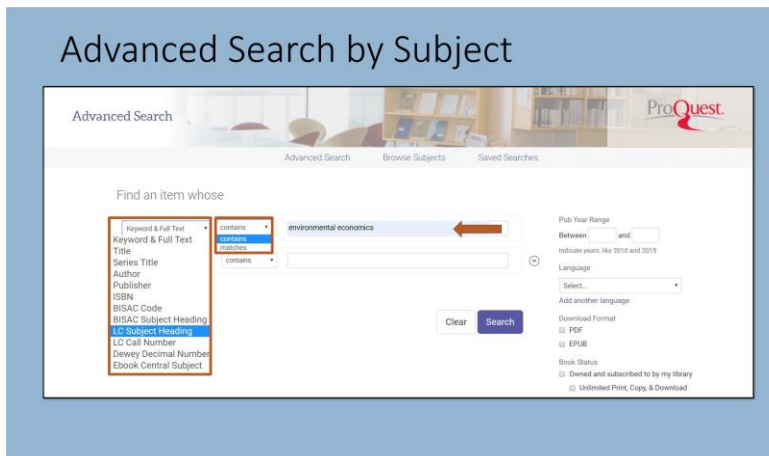 Advanced Search by Subject
Advanced Search
ProQuest
Advanced Search Browse Subjects Saved Searches
Find an item whose
Keyword & Full Text
contains
environmental economics
Keyword & Full Text
Title
Series Title
Author
Publisher
ISBN
BISAC Code
BISAC Subject Heading
LC Subject Heading
LC Call Number
Dewey Decimal Number
Ebook Central Subject
contains
matches
contains
Clear
Search
Pub Year Range
Between and
Indicate years, like 2010 and 2015
Language
Select...
Add another language
Download Format
PDF
EPUB
Book Status
Owned and subscribed to by my library
Unlimited Print, Copy, & Download